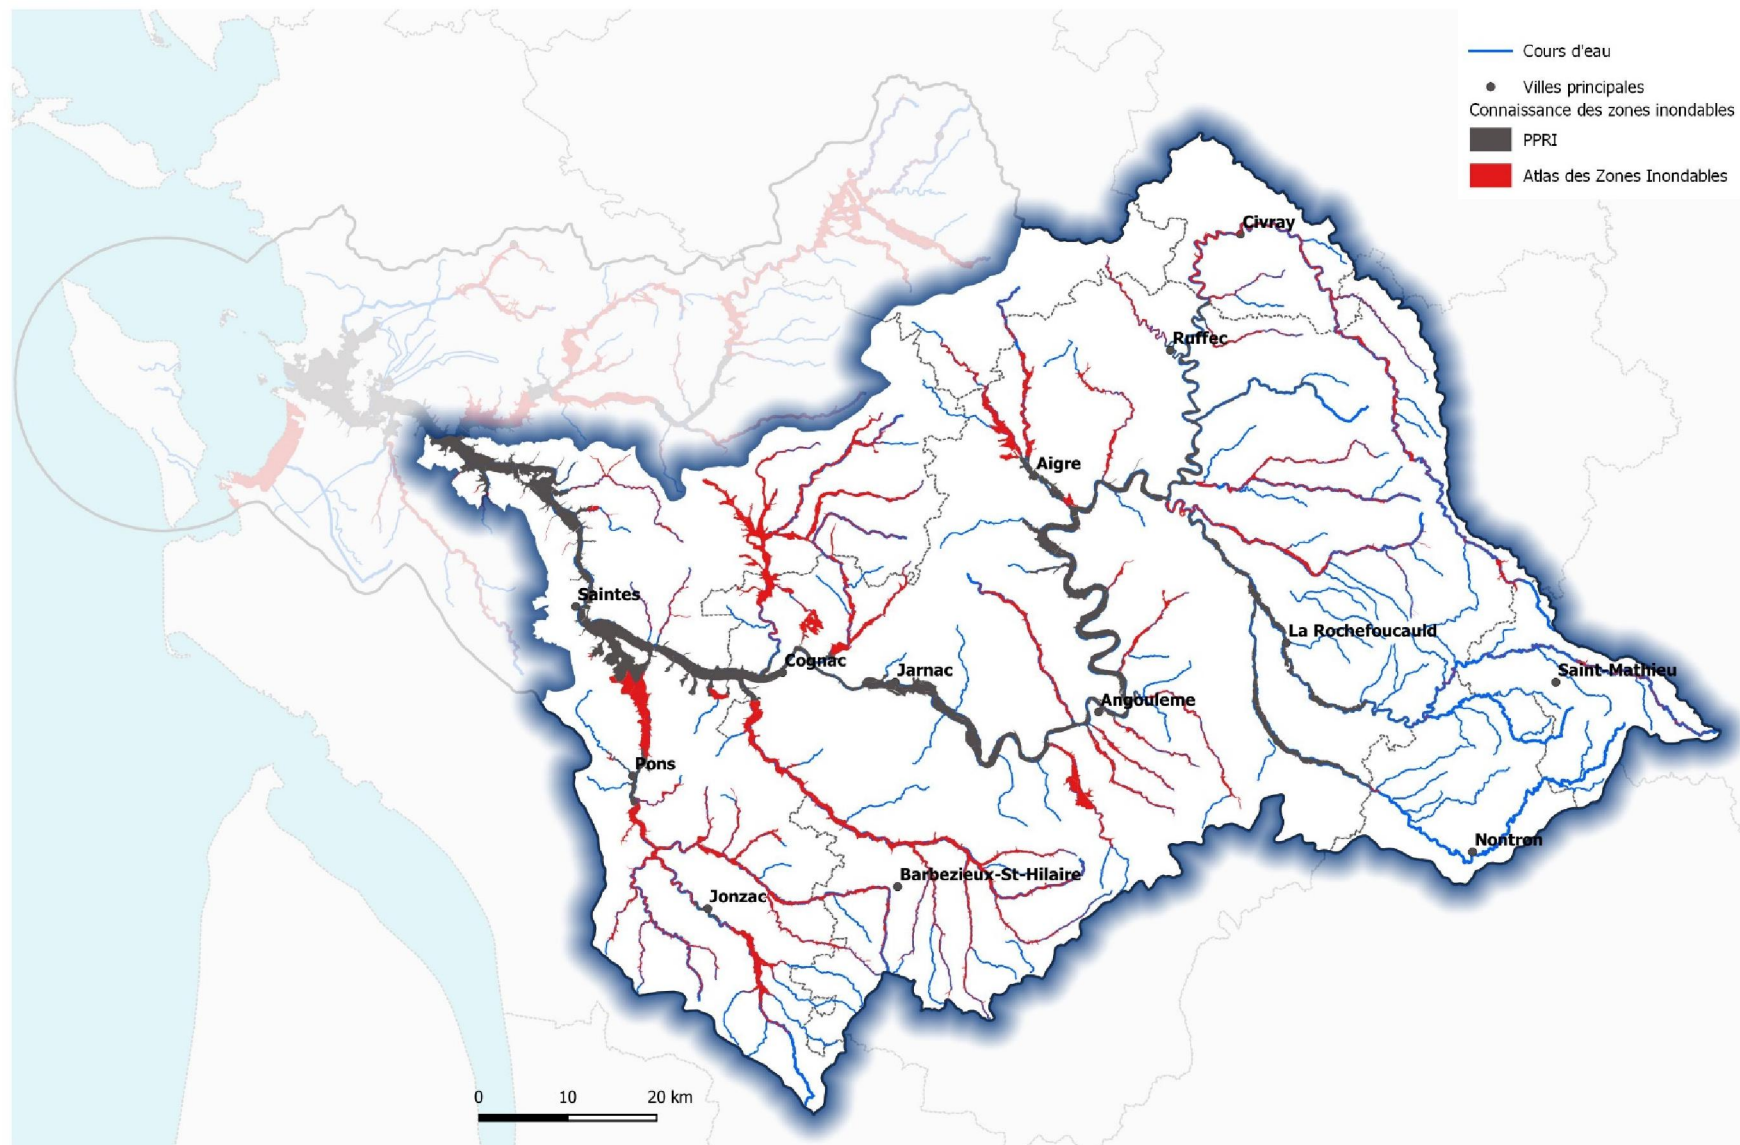 Cours d'eau
Villes principales
Connaissance des zones inondables
PPRI
Atlas des Zones Inondables
Civray
Ruffec
Aigre
Saintes
La Rochefoucauld
Cognac
Jarnac
Saint-Mathieu
Angouleme
Pons
Nontron
Barbezieux-St-Hilaire
Jonzac
0 10 20 km